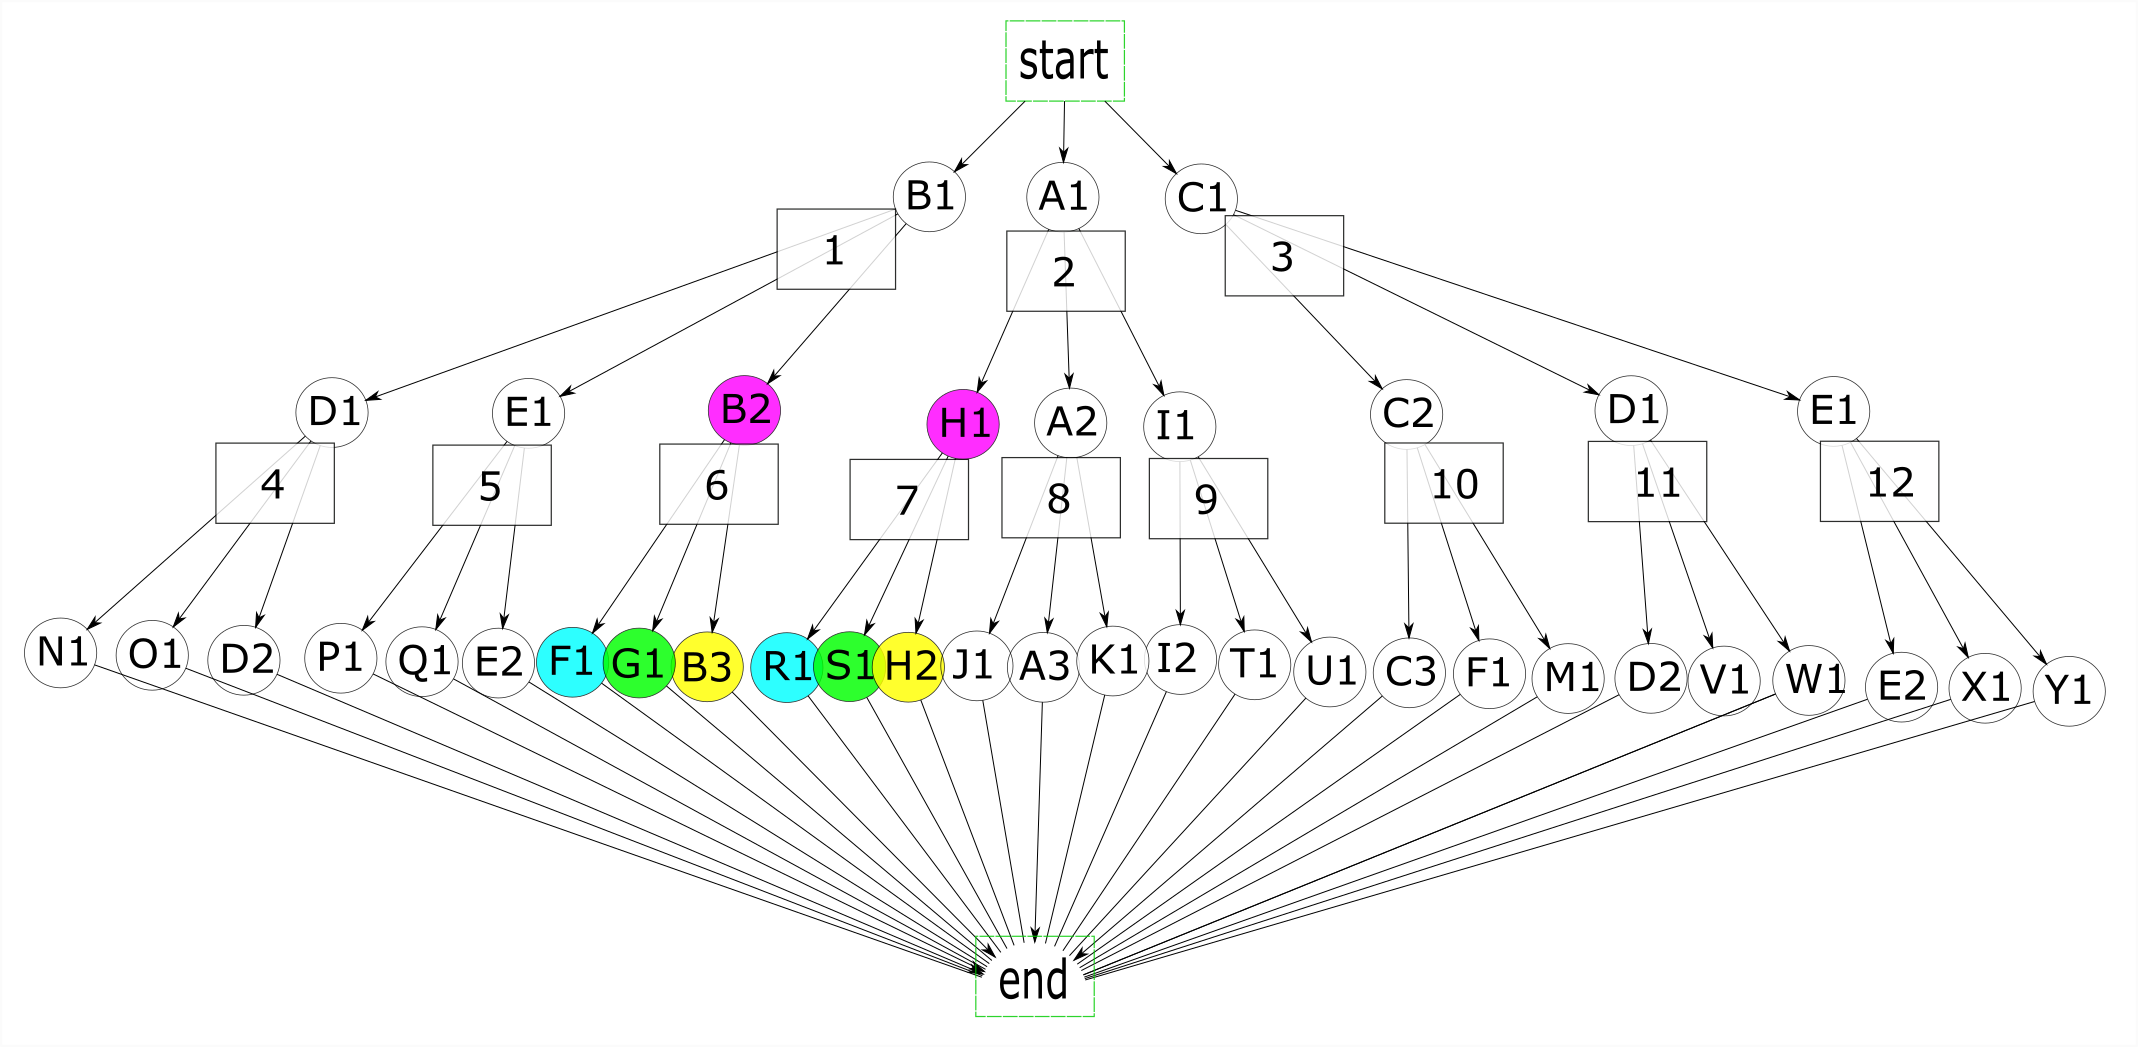 start
B1
A1
C1
1
2
3
D1
E1
B2
H1
A2
I1
C2
D1
E1
4
5
6
7
8
9
10
11
12
N1
O1
D2
P1
Q1
E2
F1
G1
B3
R1
S1
H2
J1
A3
K1
I2
T1
U1
C3
F1
M1
D2
V1
W1
E2
X1
Y1
end